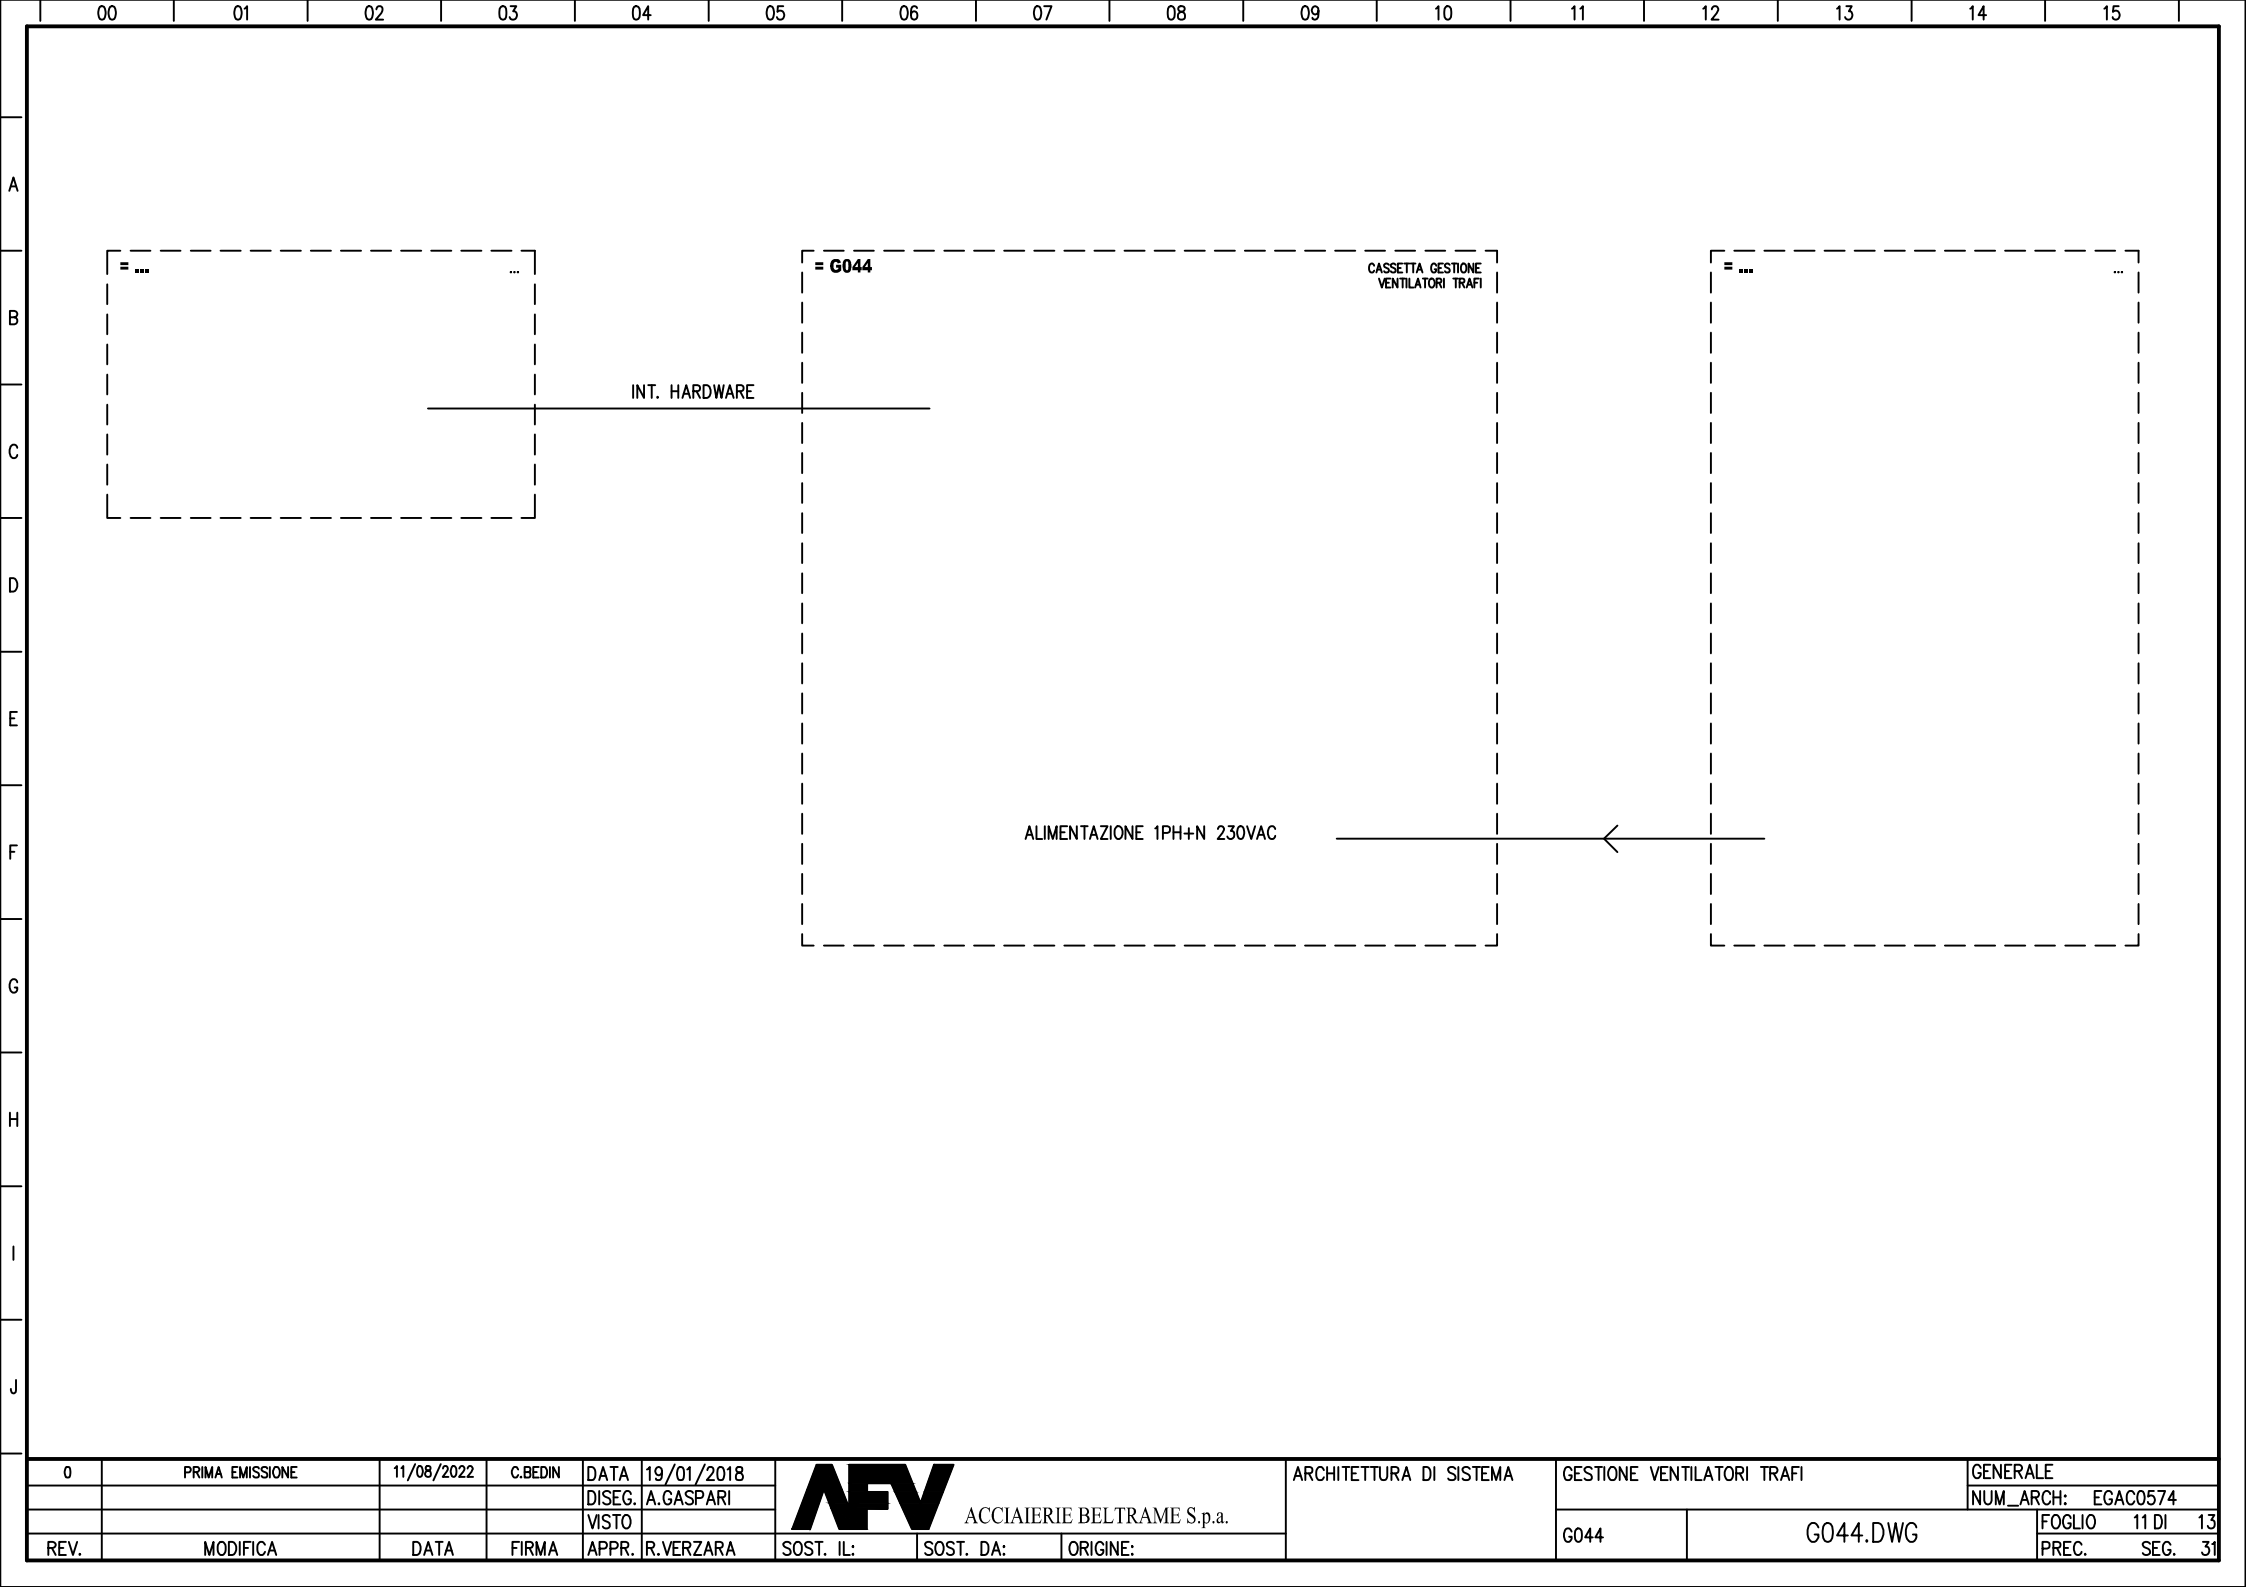 00 01 02 03 04 05 06 07 08 09 10 11 12 13 14 15
A
B
C
D
E
F
G
H
I
J
= ... ...
= G044 CASSETTA GESTIONE
VENTILATORI TRAFI
= ... ...
INT. HARDWARE
ALIMENTAZIONE 1PH+N 230VAC
0 PRIMA EMISSIONE 11/08/2022 C.BEDIN
REV. MODIFICA DATA FIRMA
DATA 19/01/2018
DISEG. A.GASPARI
VISTO
APPR. R.VERZARA
AFV ACCIAIERIE BELTRAME S.p.a.
SOST. IL: SOST. DA: ORIGINE:
ARCHITETTURA DI SISTEMA
GESTIONE VENTILATORI TRAFI
G044 G044.DWG
GENERALE
NUM_ARCH: EGAC0574
FOGLIO 11 DI 13
PREC. SEG. 31